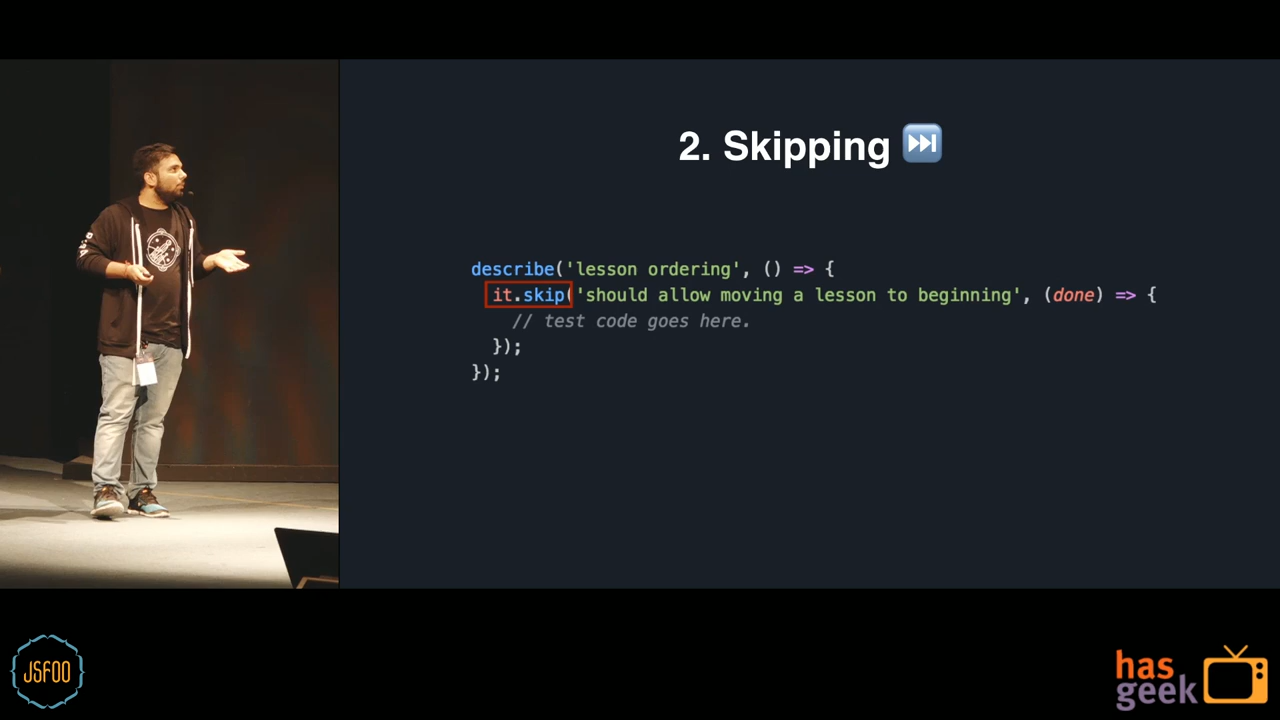 2. Skipping
describe('lesson ordering', () => {
it.skip('should allow moving a lesson to beginning', (done) => {
// test code goes here.
});
});
JSFOO
has
geek